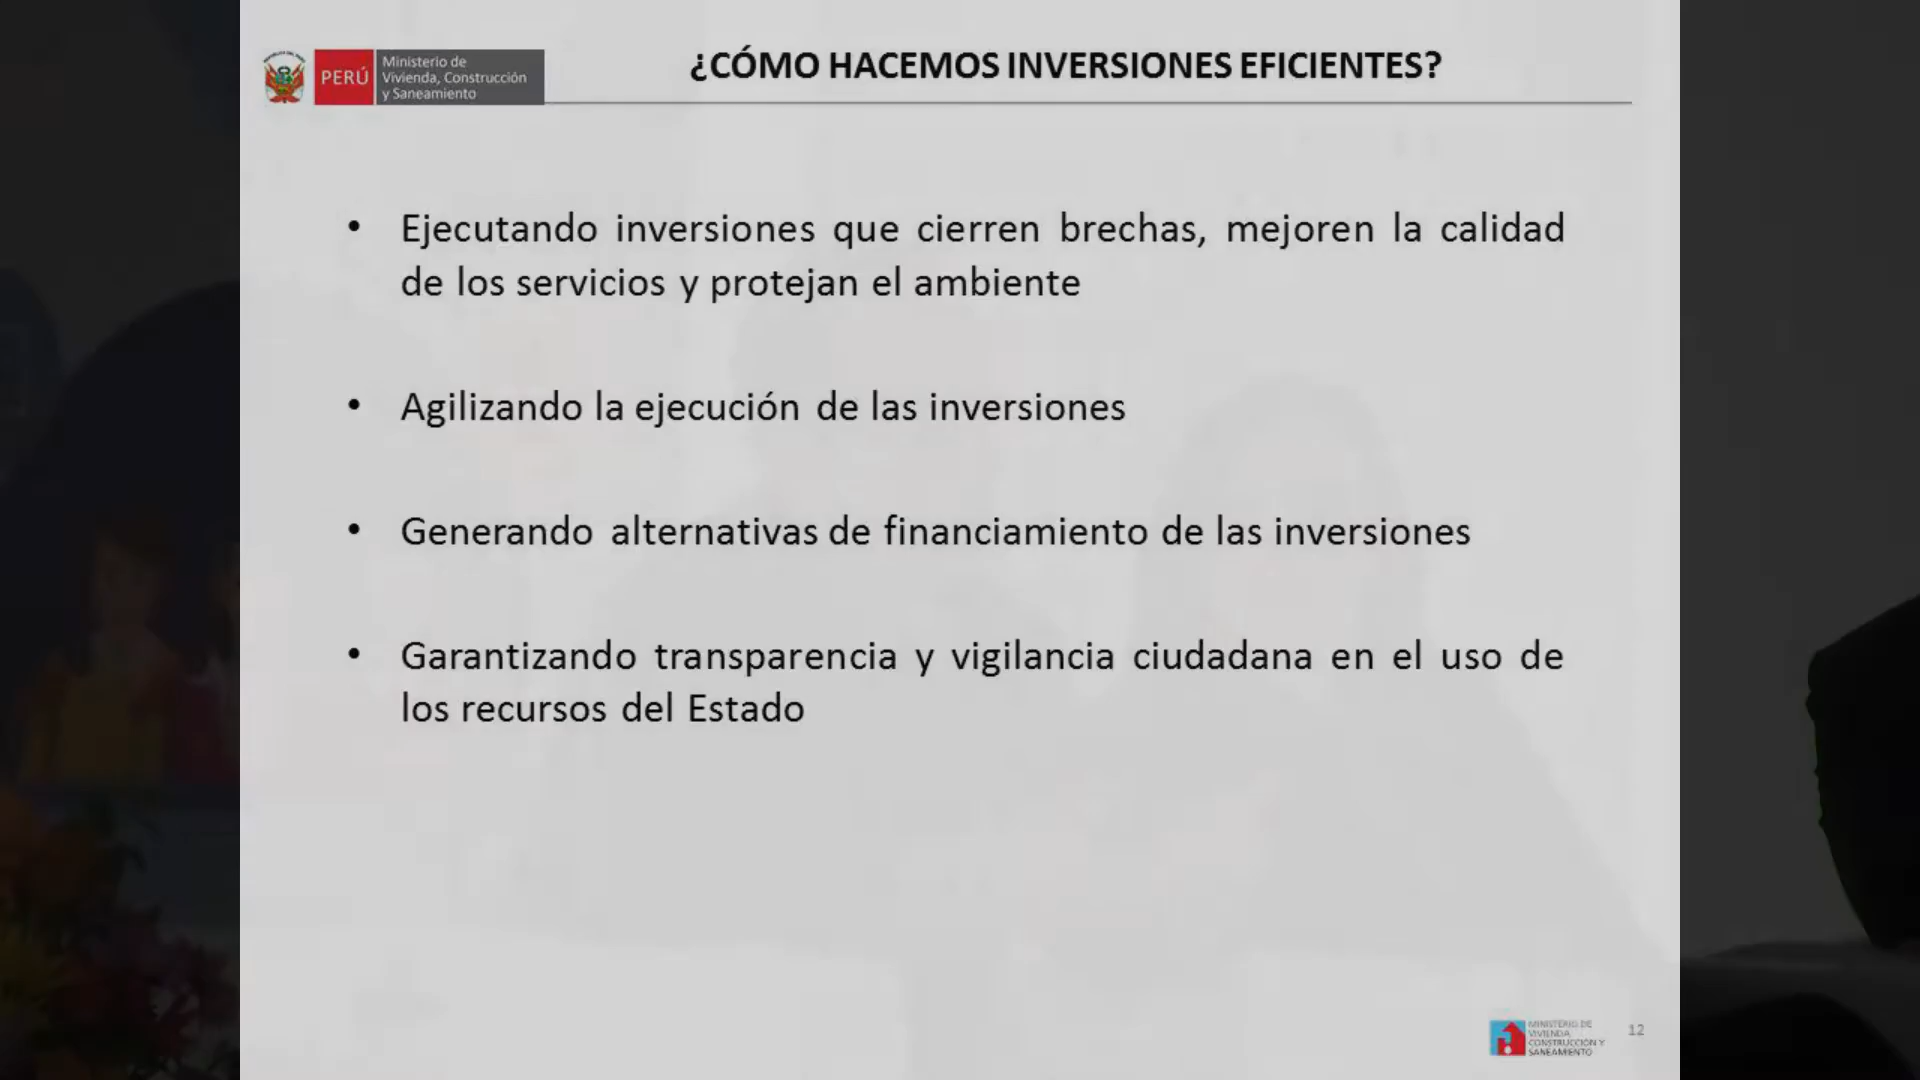 PERÚ
Ministerio de
Vivienda, Construcción
y Saneamiento
¿CÓMO HACEMOS INVERSIONES EFICIENTES?
• Ejecutando inversiones que cierren brechas, mejoren la calidad
de los servicios y protejan el ambiente
• Agilizando la ejecución de las inversiones
• Generando alternativas de financiamiento de las inversiones
• Garantizando transparencia y vigilancia ciudadana en el uso de
los recursos del Estado
MINISTERIO DE
VIVIENDA
CONSTRUCCIÓN Y
SANEAMIENTO
12